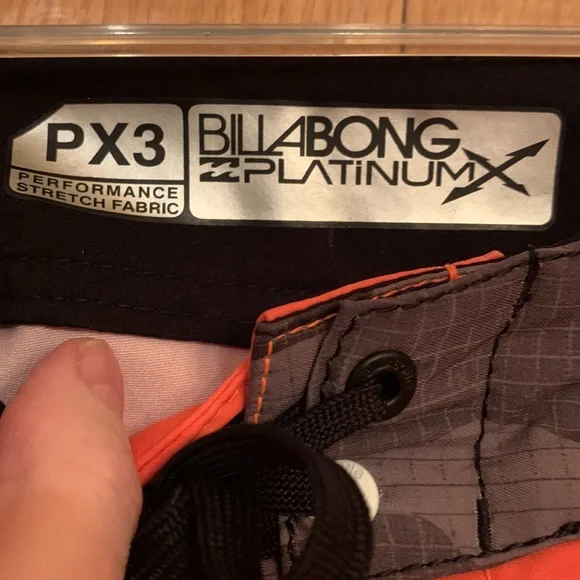 PX3
PERFORMANCE
STRETCH FABRIC
BILLABONG
PLATINUM X